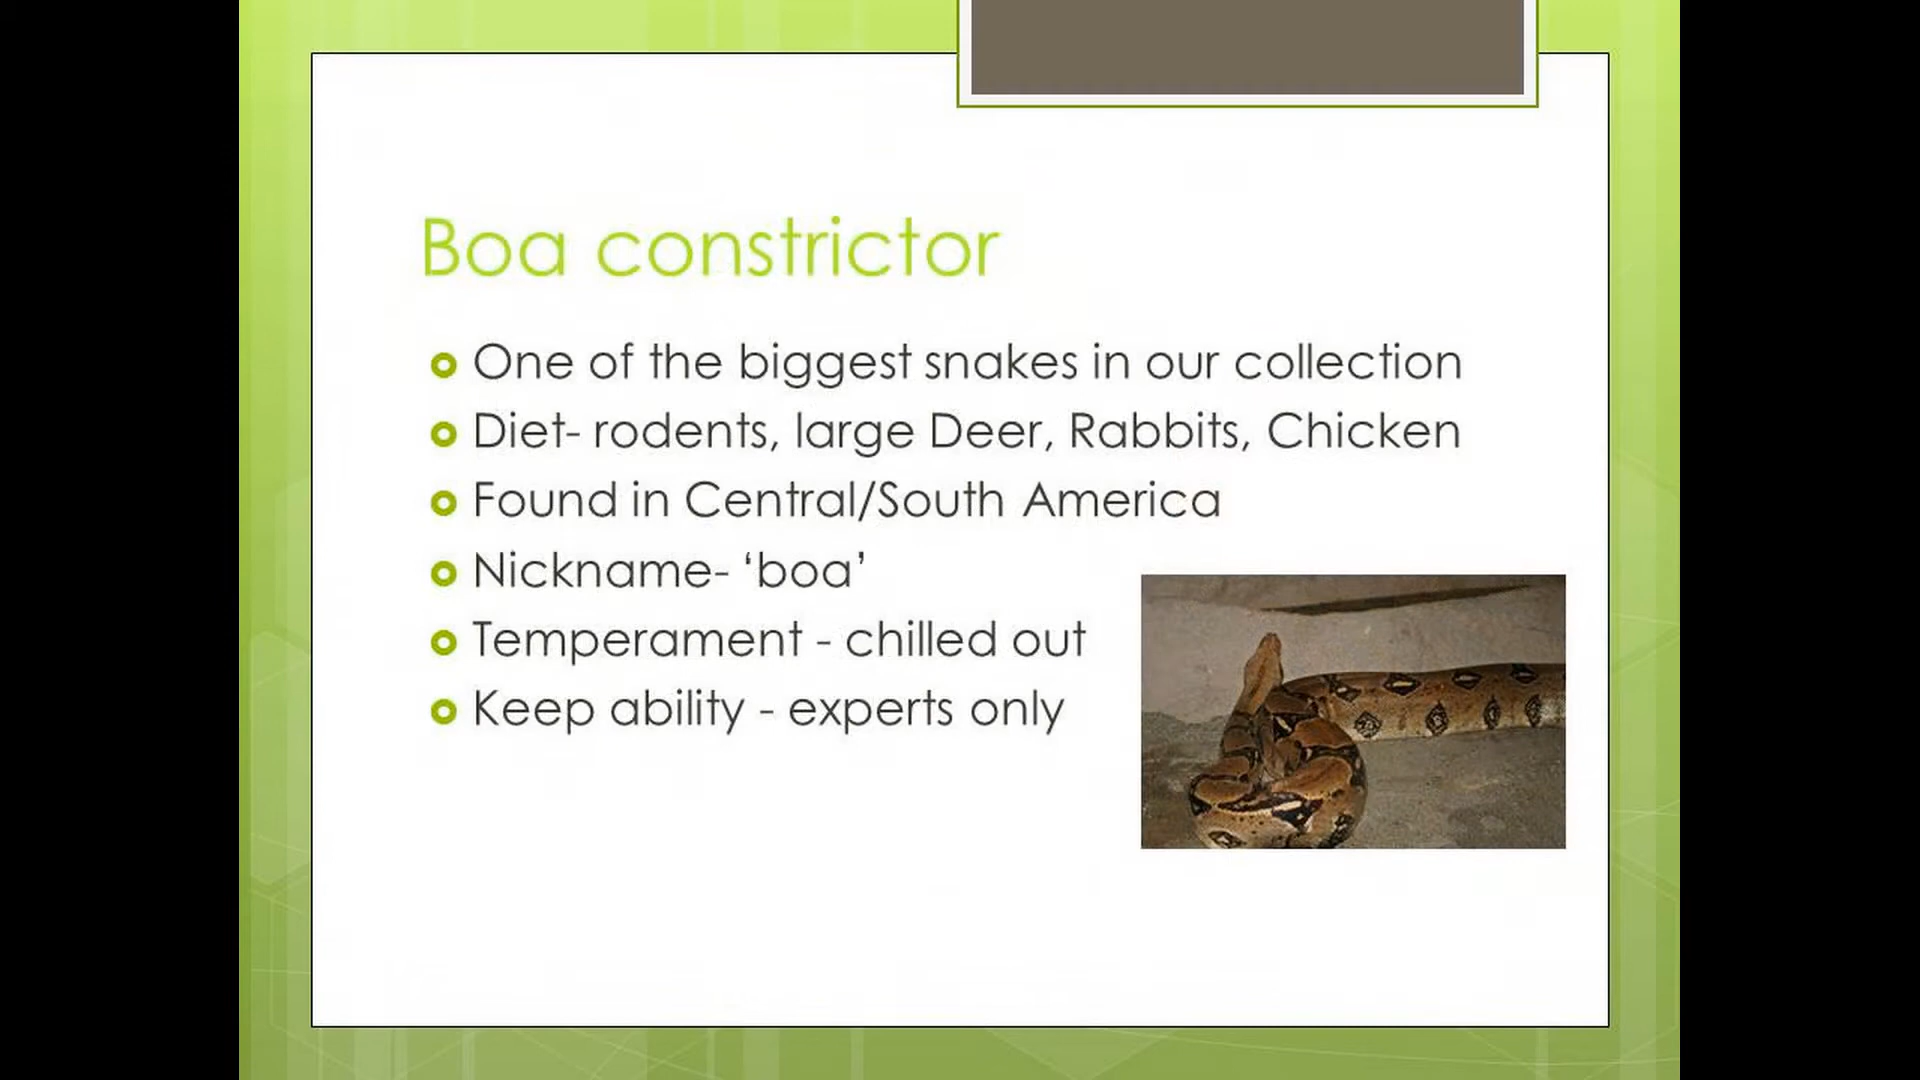 Boa constrictor
One of the biggest snakes in our collection
Diet- rodents, large Deer, Rabbits, Chicken
Found in Central/South America
Nickname- ‘boa’
Temperament - chilled out
Keep ability - experts only